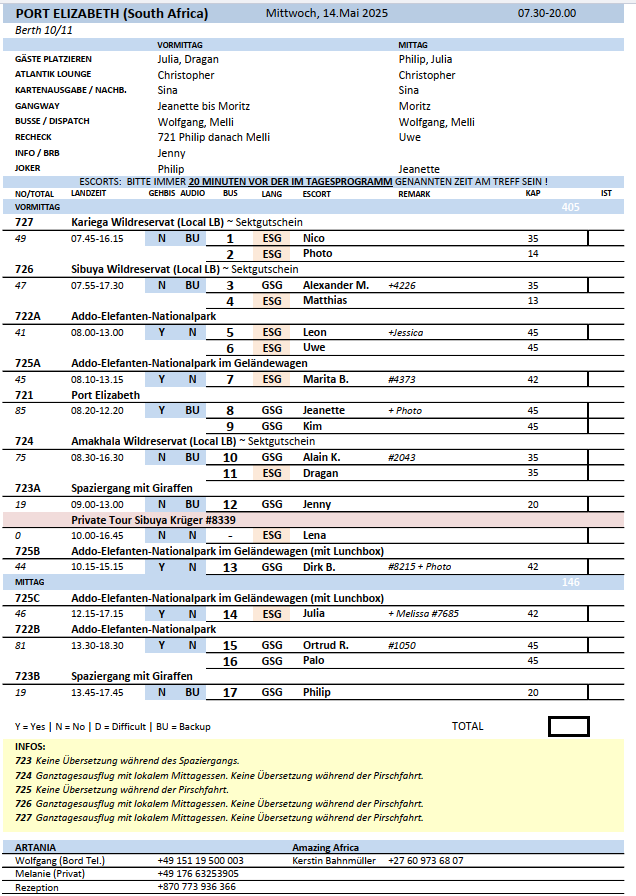 PORT ELIZABETH (South Africa) Mittwoch, 14.Mai 2025 07.30-20.00
Berth 10/11
VORMITTAG MITTAG
GÄSTE PLATZIEREN Julia, Dragan Philip, Julia
ATLANTIK LOUNGE Christopher Christopher
KARTENAUSGABE / NACHB. Sina Sina
GANGWAY Jeanette bis Moritz Moritz
BUSSE / DISPATCH Wolfgang, Melli Wolfgang, Melli
RECHECK 721 Philip danach Melli Uwe
INFO / BRB Jenny
JOKER Philip Jeanette
ESCORTS: BITTE IMMER 20 MINUTEN VOR DER IM TAGESPROGRAMM GENANNTEN ZEIT AM TREFF SEIN !
NO/TOTAL LANDZEIT GEHBIS AUDIO BUS LANG ESCORT REMARK KAP IST
VORMITTAG 405
727 Kariega Wildreservat (Local LB) ~ Sektgutschein
49 07.45-16.15 N BU 1 ESG Nico 35
2 ESG Photo 14
726 Sibuya Wildreservat (Local LB) ~ Sektgutschein
47 07.55-17.30 N BU 3 GSG Alexander M. +4226 35
4 ESG Matthias 13
722A Addo-Elefanten-Nationalpark
41 08.00-13.00 Y N 5 ESG Leon +Jessica 45
6 ESG Uwe 45
725A Addo-Elefanten-Nationalpark im Geländewagen
45 08.10-13.15 Y N 7 ESG Marita B. #4373 42
721 Port Elizabeth
85 08.20-12.20 Y BU 8 GSG Jeanette + Photo 45
9 GSG Kim 45
724 Amakhala Wildreservat (Local LB) ~ Sektgutschein
75 08.30-16.30 N BU 10 GSG Alain K. #2043 35
11 ESG Dragan 35
723A Spaziergang mit Giraffen
19 09.00-13.00 N BU 12 GSG Jenny 20
Private Tour Sibuya Krüger #8339
0 10.00-16.45 N N - ESG Lena
725B Addo-Elefanten-Nationalpark im Geländewagen (mit Lunchbox)
44 10.15-15.15 Y N 13 GSG Dirk B. #8215 + Photo 42
MITTAG 146
725C Addo-Elefanten-Nationalpark im Geländewagen (mit Lunchbox)
46 12.15-17.15 Y N 14 ESG Julia + Melissa #7685 42
722B Addo-Elefanten-Nationalpark
81 13.30-18.30 Y N 15 GSG Ortrud R. #1050 45
16 GSG Palo 45
723B Spaziergang mit Giraffen
19 13.45-17.45 N BU 17 GSG Philip 20
Y = Yes | N = No | D = Difficult | BU = Backup TOTAL
INFOS:
723 Keine Übersetzung während des Spaziergangs.
724 Ganztagesausflug mit lokalem Mittagessen. Keine Übersetzung während der Pirschfahrt.
725 Keine Übersetzung während der Pirschfahrt.
726 Ganztagesausflug mit lokalem Mittagessen. Keine Übersetzung während der Pirschfahrt.
727 Ganztagesausflug mit lokalem Mittagessen. Keine Übersetzung während der Pirschfahrt.
ARTANIA Amazing Africa
Wolfgang (Bord Tel.) +49 151 19 500 003 Kerstin Bahnmüller +27 60 973 68 07
Melanie (Privat) +49 176 63253905
Rezeption +870 773 936 366